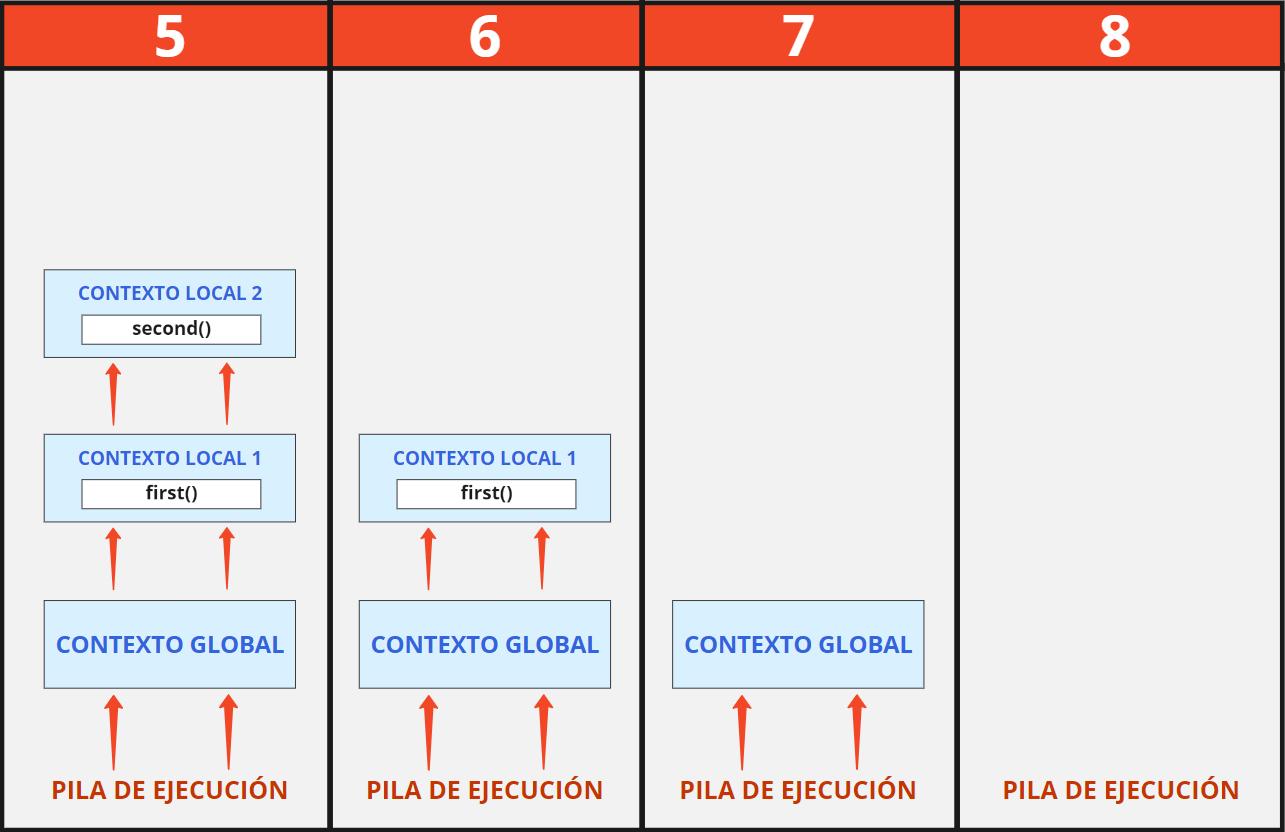 5
6
7
8
CONTEXTO LOCAL 2
second()
CONTEXTO LOCAL 1
first()
CONTEXTO GLOBAL
PILA DE EJECUCIÓN
CONTEXTO LOCAL 1
first()
CONTEXTO GLOBAL
PILA DE EJECUCIÓN
CONTEXTO GLOBAL
PILA DE EJECUCIÓN
PILA DE EJECUCIÓN